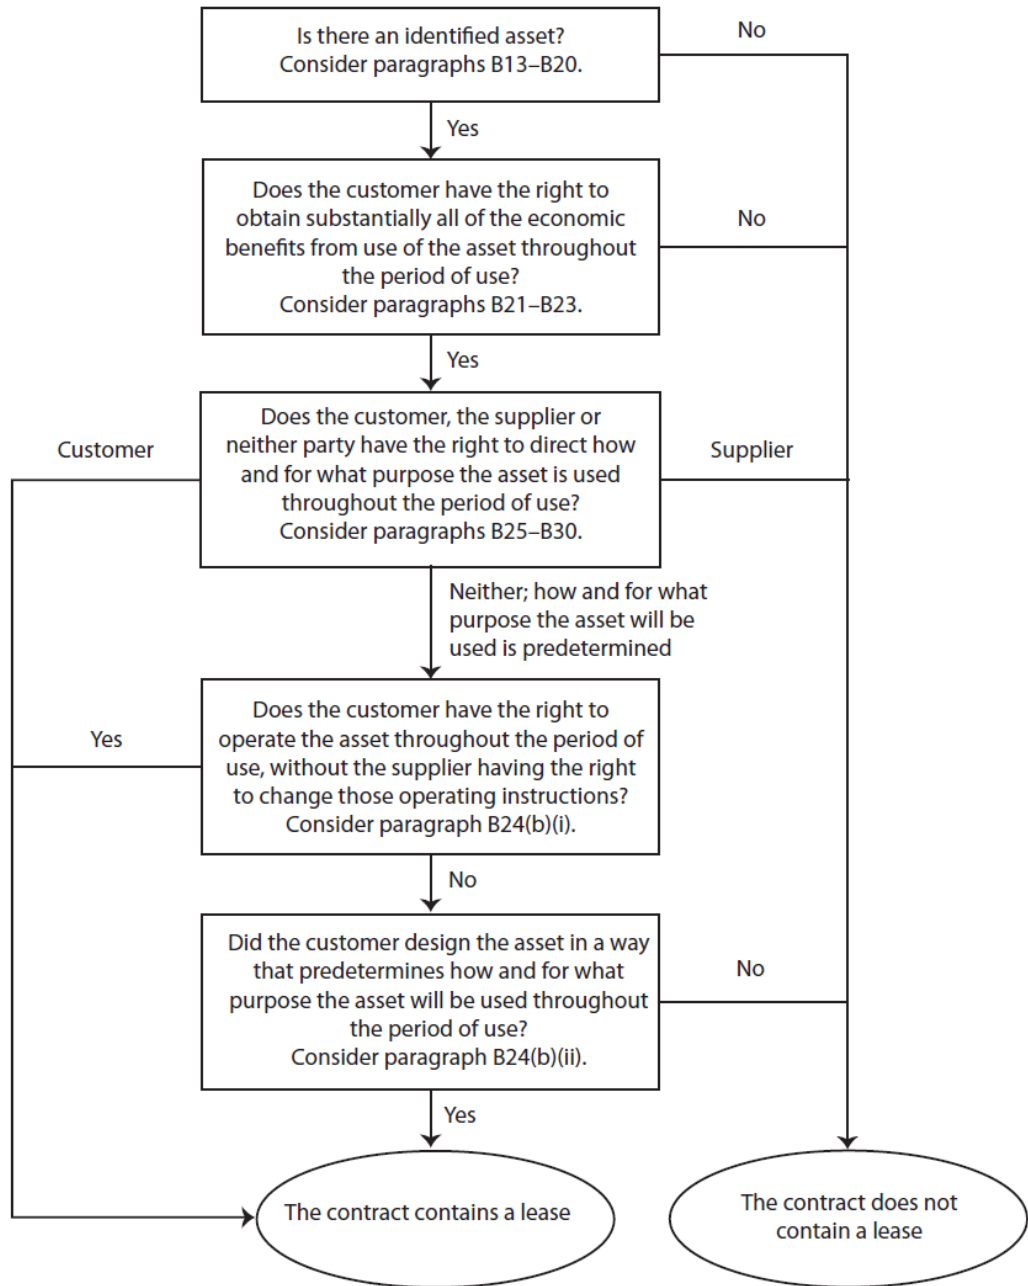 Is there an identified asset?
Consider paragraphs B13–B20.
No
Yes
Does the customer have the right to
obtain substantially all of the economic
benefits from use of the asset throughout
the period of use?
Consider paragraphs B21–B23.
No
Yes
Does the customer, the supplier or
neither party have the right to direct how
and for what purpose the asset is used
throughout the period of use?
Consider paragraphs B25–B30.
Customer
Supplier
Neither; how and for what
purpose the asset will be
used is predetermined
Does the customer have the right to
operate the asset throughout the period of
use, without the supplier having the right
to change those operating instructions?
Consider paragraph B24(b)(i).
Yes
No
Did the customer design the asset in a way
that predetermines how and for what
purpose the asset will be used throughout
the period of use?
Consider paragraph B24(b)(ii).
No
Yes
The contract contains a lease
The contract does not
contain a lease